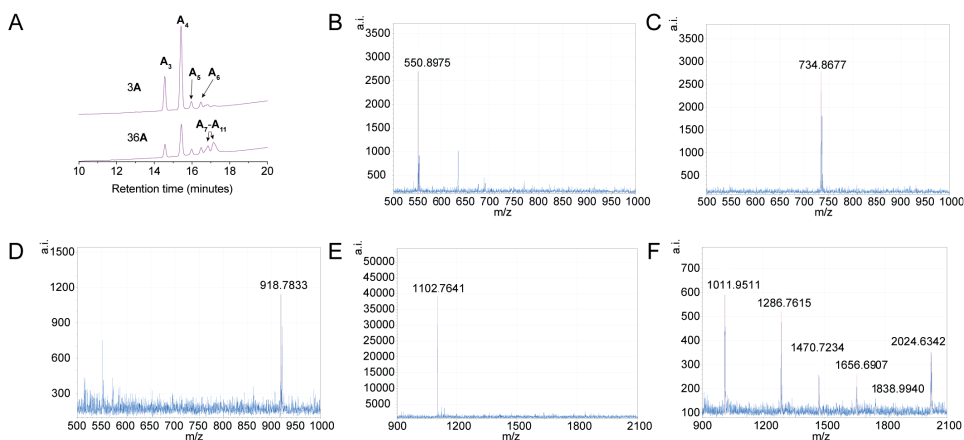 A
A3
A4
A5
A6
3A
A7-A11
36A
10
12
14
16
18
20
Retention time (minutes)
B
a.i.
3500
3000
2500
2000
1500
1000
500
550.8975
500 550 600 650 700 750 800 850 900 950 1000
m/z
C
a.i.
3500
3000
2500
2000
1500
1000
500
734.8677
500 550 600 650 700 750 800 850 900 950 1000
m/z
D
a.i.
1500
1200
900
600
300
918.7833
500 550 600 650 700 750 800 850 900 950 1000
m/z
E
a.i.
50000
45000
40000
35000
30000
25000
20000
15000
10000
5000
1102.7641
900 1200 1500 1800 2100
m/z
F
a.i.
700
600
500
400
300
200
100
1011.9511
1286.7615
1470.7234
1656.6907
1838.9940
2024.6342
900 1200 1500 1800 2100
m/z